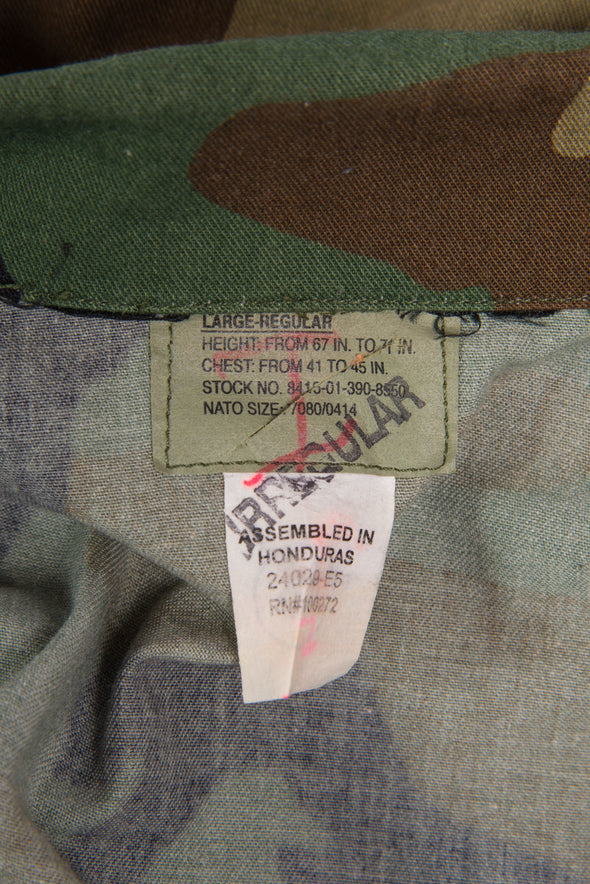 LARGE-REGULAR
HEIGHT: FROM 67 IN. TO 71 IN.
CHEST: FROM 41 TO 45 IN.
STOCK NO. 8415-01-390-8550
NATO SIZE: 7080/0414
IRREGULAR
ASSEMBLED IN
HONDURAS
24029-E5
RN#